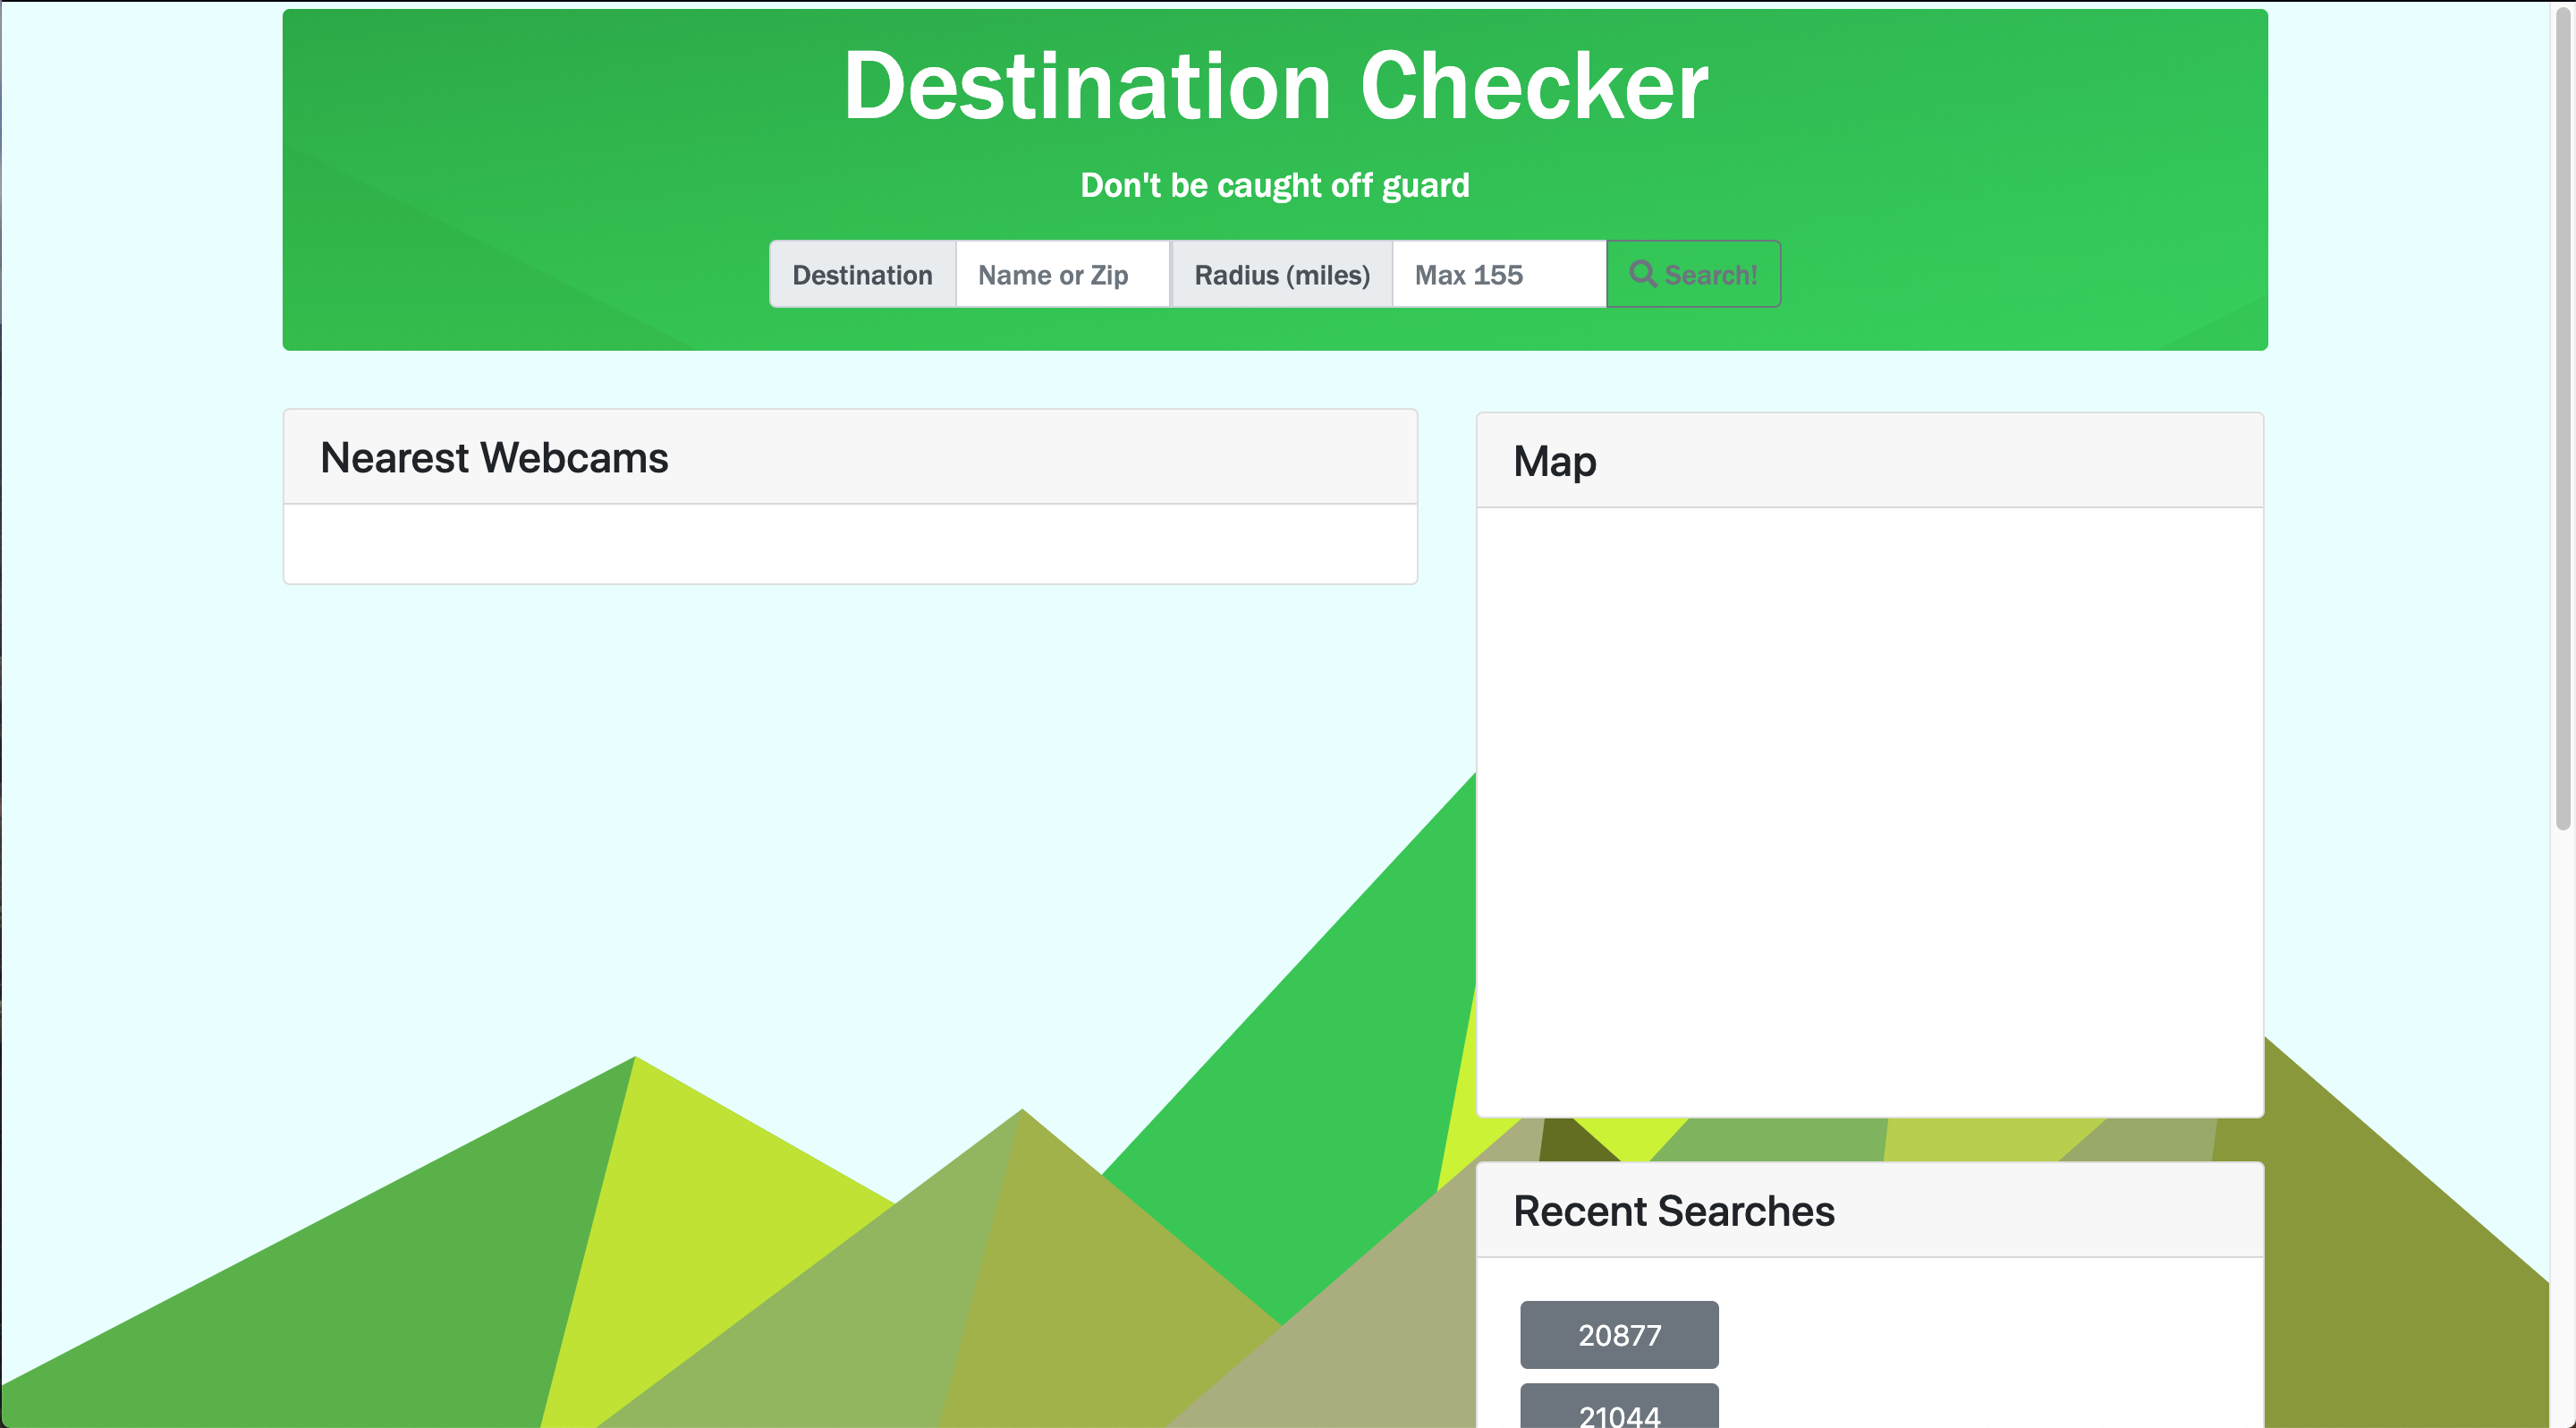 Destination Checker
Don't be caught off guard
Destination Name or Zip Radius (miles) Max 155 Search!
Nearest Webcams
Map
Recent Searches
20877
21044